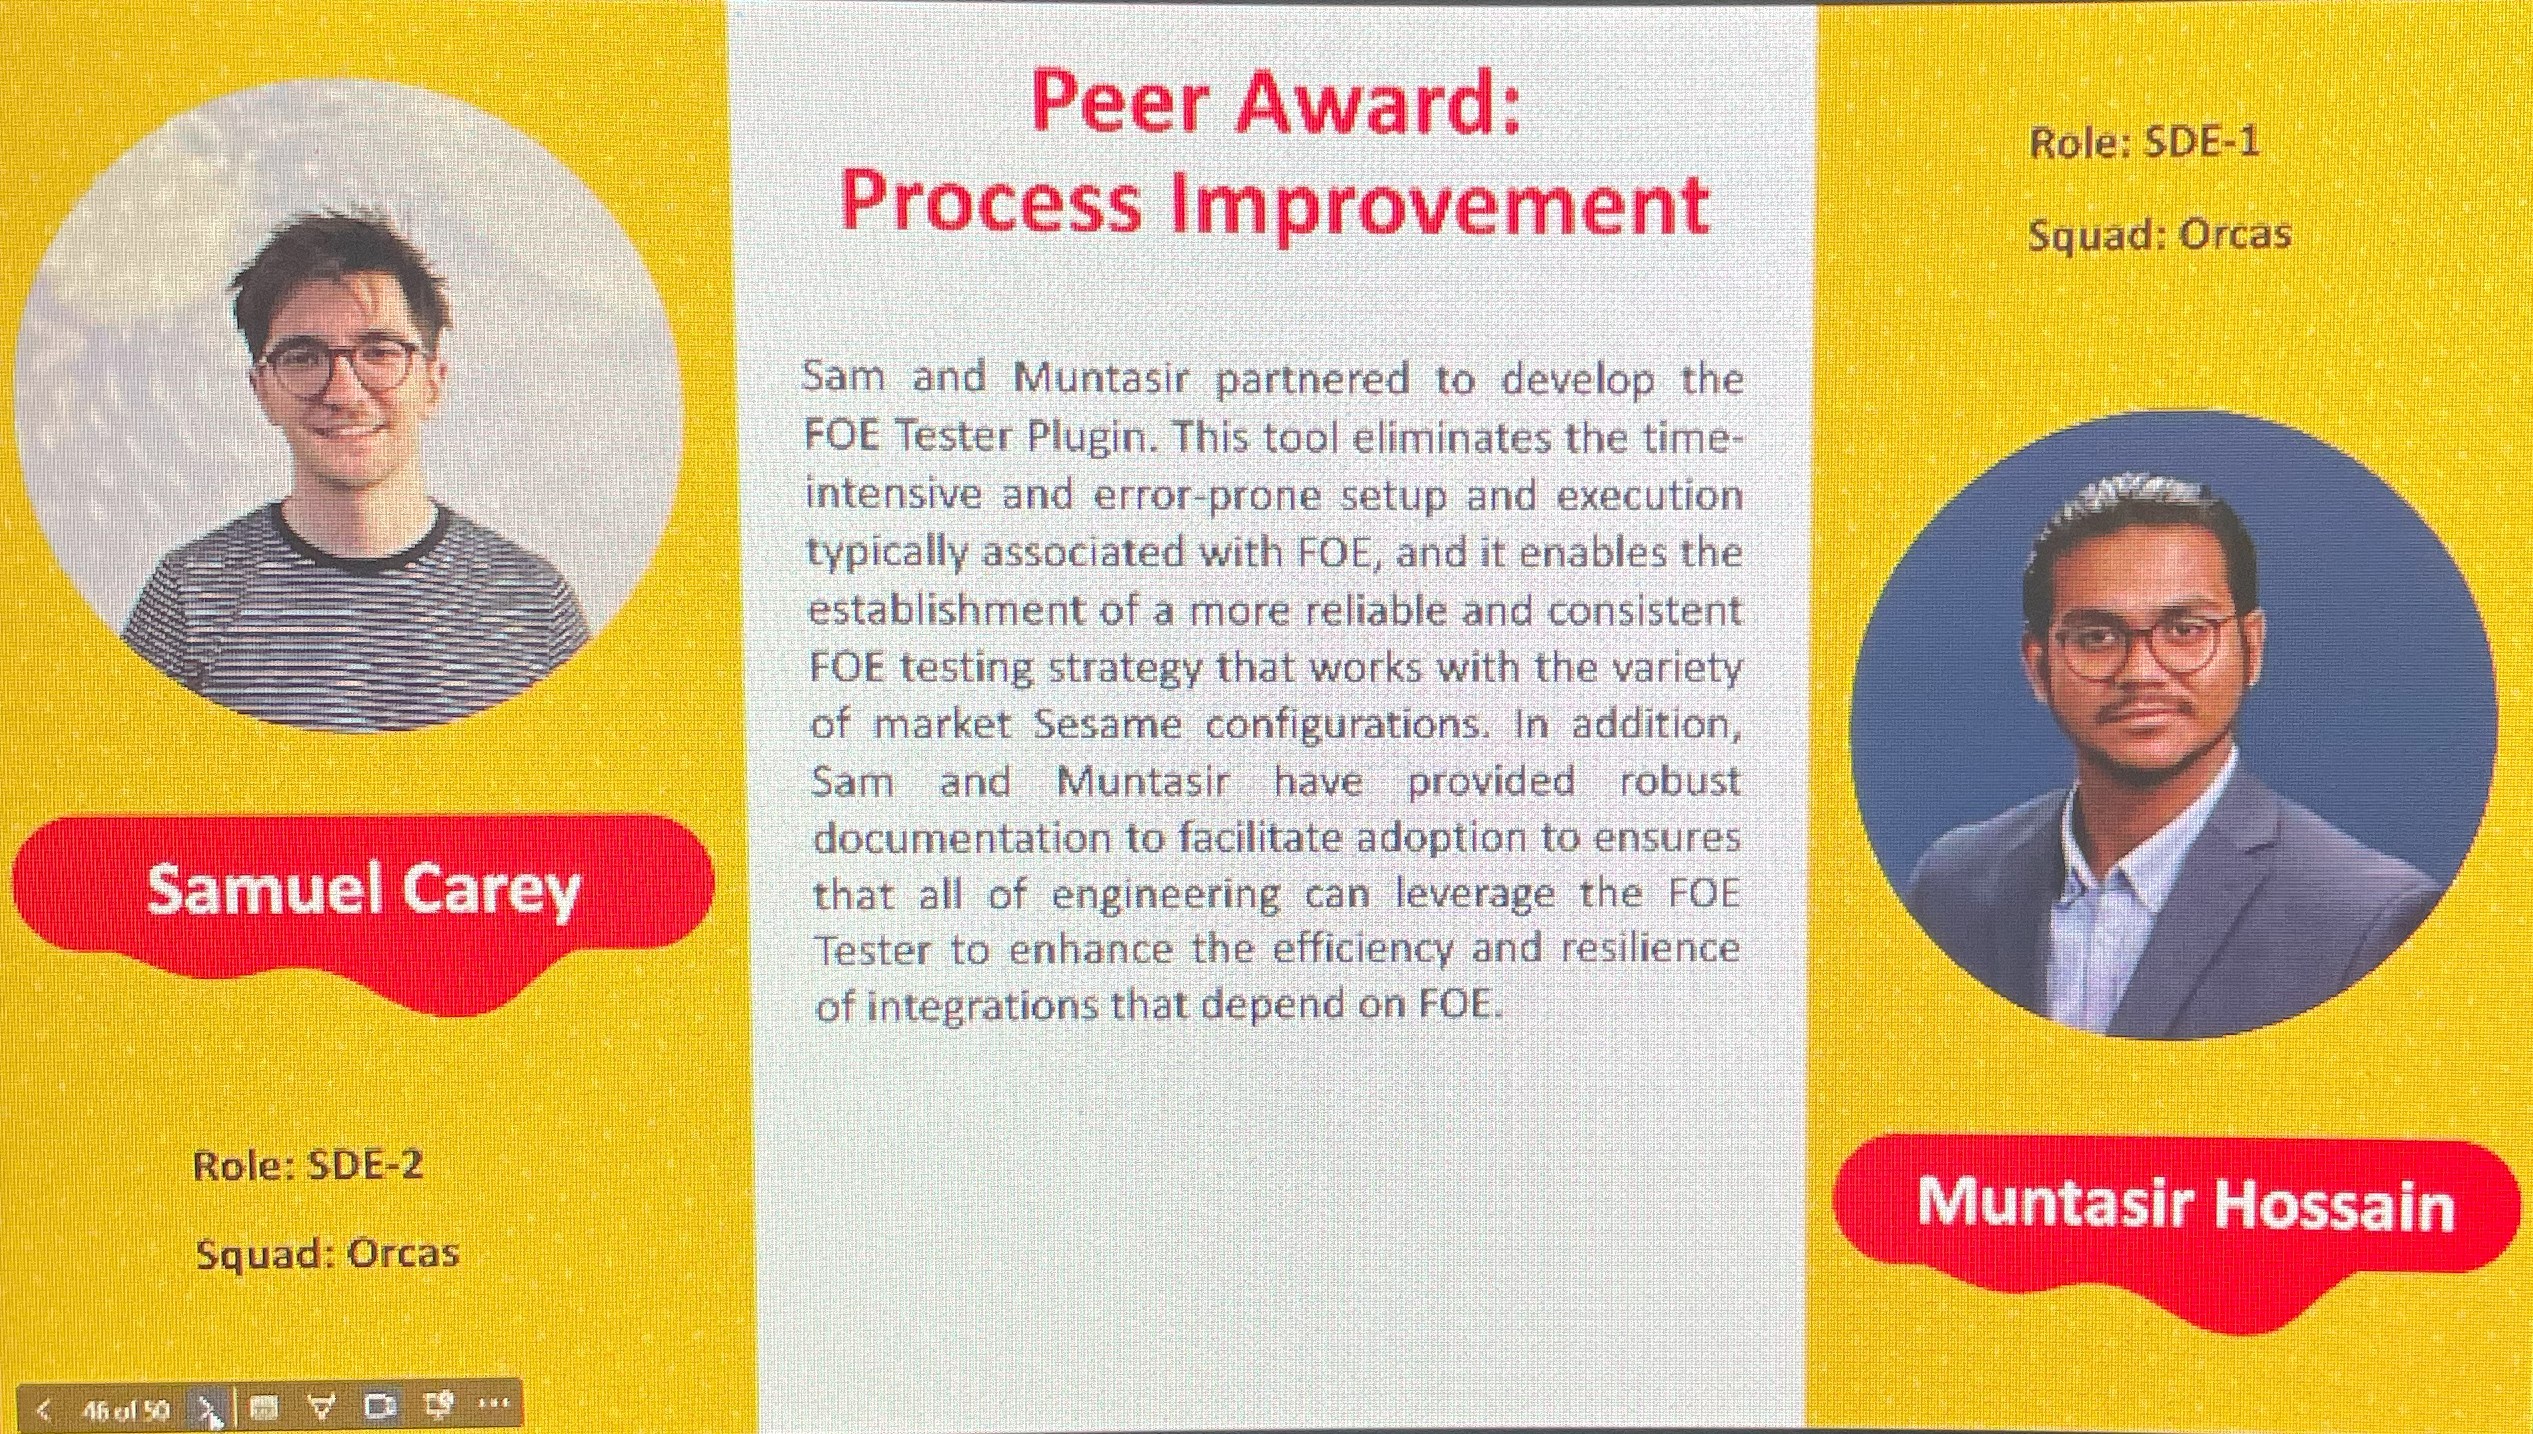 Peer Award:
Process Improvement
Samuel Carey
Role: SDE-2
Squad: Orcas
Sam and Muntasir partnered to develop the
FOE Tester Plugin. This tool eliminates the time-
intensive and error-prone setup and execution
typically associated with FOE, and it enables the
establishment of a more reliable and consistent
FOE testing strategy that works with the variety
of market Sesame configurations. In addition,
Sam and Muntasir have provided robust
documentation to facilitate adoption to ensures
that all of engineering can leverage the FOE
Tester to enhance the efficiency and resilience
of integrations that depend on FOE.
Role: SDE-1
Squad: Orcas
Muntasir Hossain
46 of 50